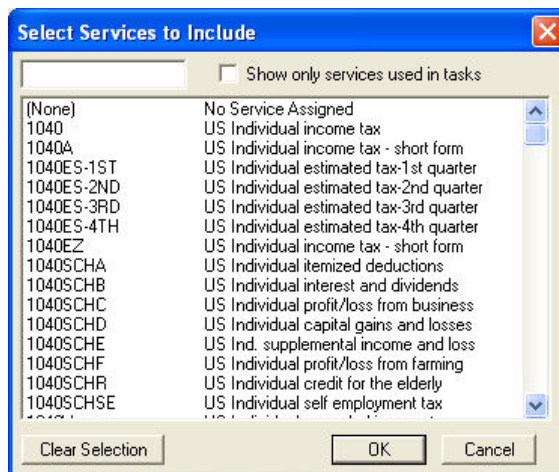 Select Services to Include
Show only services used in tasks
(None) No Service Assigned
1040 US Individual income tax
1040A US Individual income tax - short form
1040ES-1ST US Individual estimated tax-1st quarter
1040ES-2ND US Individual estimated tax-2nd quarter
1040ES-3RD US Individual estimated tax-3rd quarter
1040ES-4TH US Individual estimated tax-4th quarter
1040EZ US Individual income tax - short form
1040SCHA US Individual itemized deductions
1040SCHB US Individual interest and dividends
1040SCHC US Individual profit/loss from business
1040SCHD US Individual capital gains and losses
1040SCHE US Ind. supplemental income and loss
1040SCHF US Individual profit/loss from farming
1040SCHR US Individual credit for the elderly
1040SCHSE US Individual self employment tax
Clear Selection OK Cancel